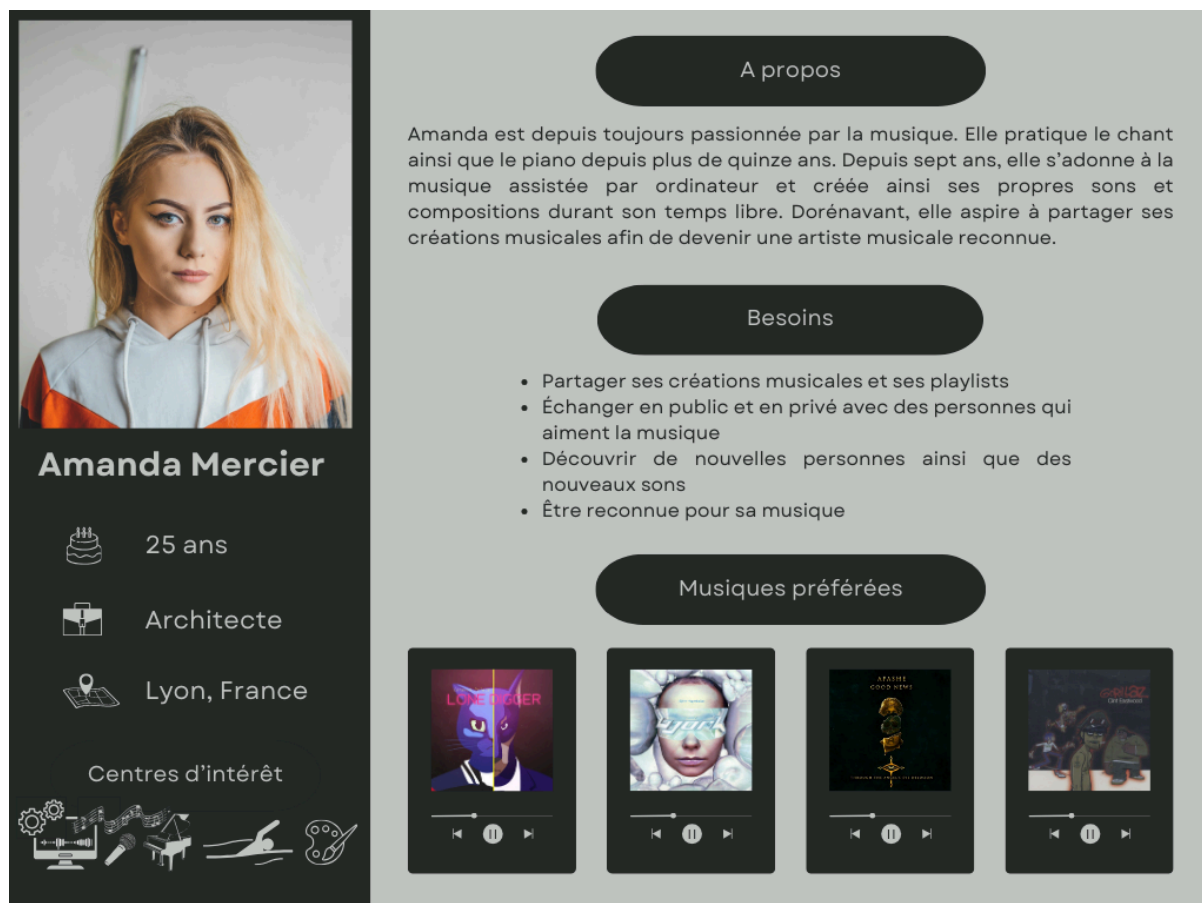 Amanda Mercier
25 ans
Architecte
Lyon, France
Centres d'intérêt
A propos
Amanda est depuis toujours passionnée par la musique. Elle pratique le chant
ainsi que le piano depuis plus de quinze ans. Depuis sept ans, elle s'adonne à la
musique assistée par ordinateur et créée ainsi ses propres sons et
compositions durant son temps libre. Dorénavant, elle aspire à partager ses
créations musicales afin de devenir une artiste musicale reconnue.
Besoins
• Partager ses créations musicales et ses playlists
• Échanger en public et en privé avec des personnes qui
aiment la musique
• Découvrir de nouvelles personnes ainsi que des
nouveaux sons
• Être reconnue pour sa musique
Musiques préférées
LONE DIGGER
APASHE
GOOD NEWS
GORILLAZ
Clint Eastwood